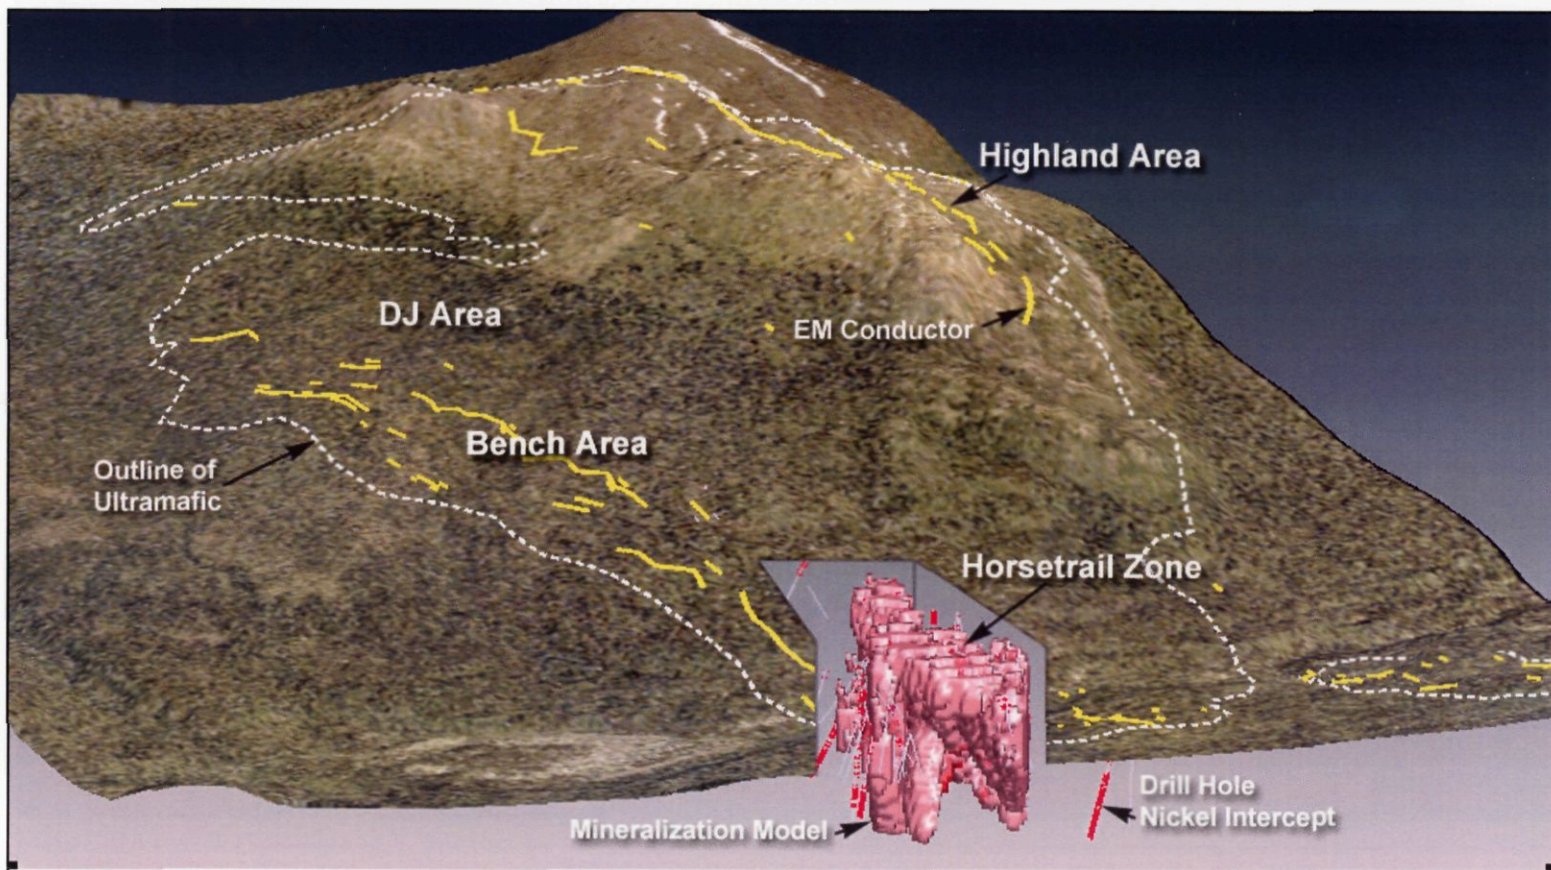 Highland Area
DJ Area
EM Conductor
Bench Area
Outline of
Ultramafic
Horsetrail Zone
Drill Hole
Nickel Intercept
Mineralization Model